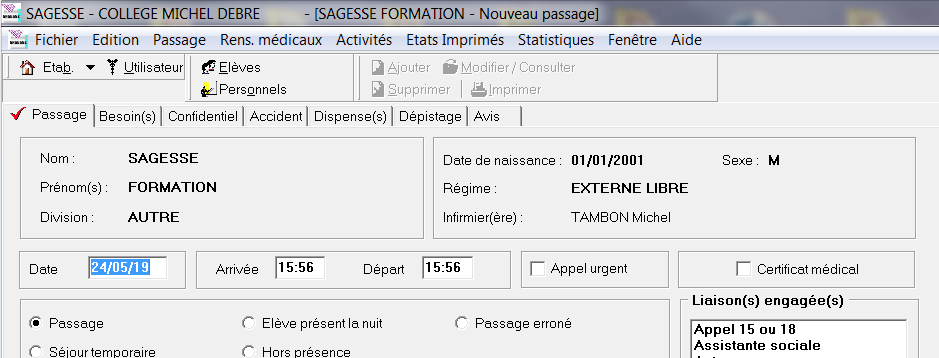 SAGESSE - COLLEGE MICHEL DEBRE - [SAGESSE FORMATION - Nouveau passage]
Fichier Edition Passage Rens. médicaux Activités Etats Imprimés Statistiques Fenêtre Aide
Etab. Utilisateur Elèves Ajouter Modifier / Consulter
Personnels Supprimer Imprimer
Passage Besoin(s) Confidentiel Accident Dispense(s) Dépistage Avis
Nom : SAGESSE Date de naissance : 01/01/2001 Sexe : M
Prénom(s) : FORMATION Régime : EXTERNE LIBRE
Division : AUTRE Infirmier(ère) : TAMBON Michel
Date 24/05/19 Arrivée 15:56 Départ 15:56 Appel urgent Certificat médical
Liaison(s) engagée(s)
Passage Elève présent la nuit Passage erroné
Appel 15 ou 18
Assistante sociale
Séjour temporaire Hors présence